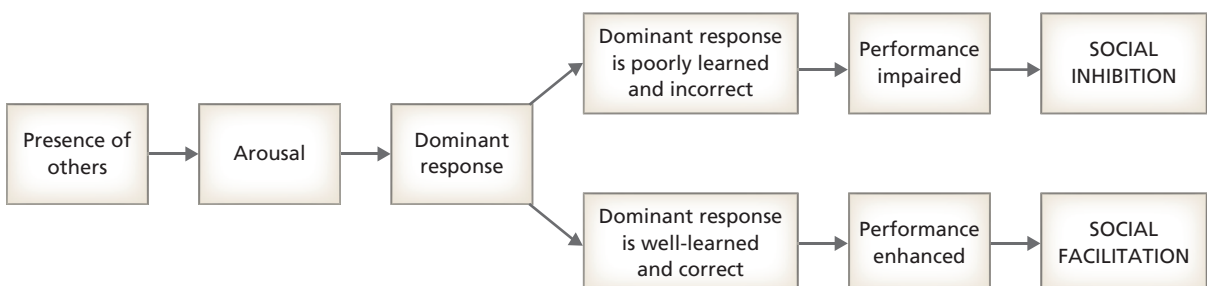 Presence of
others
Arousal
Dominant
response
Dominant response
is poorly learned
and incorrect
Performance
impaired
SOCIAL
INHIBITION
Dominant response
is well-learned
and correct
Performance
enhanced
SOCIAL
FACILITATION